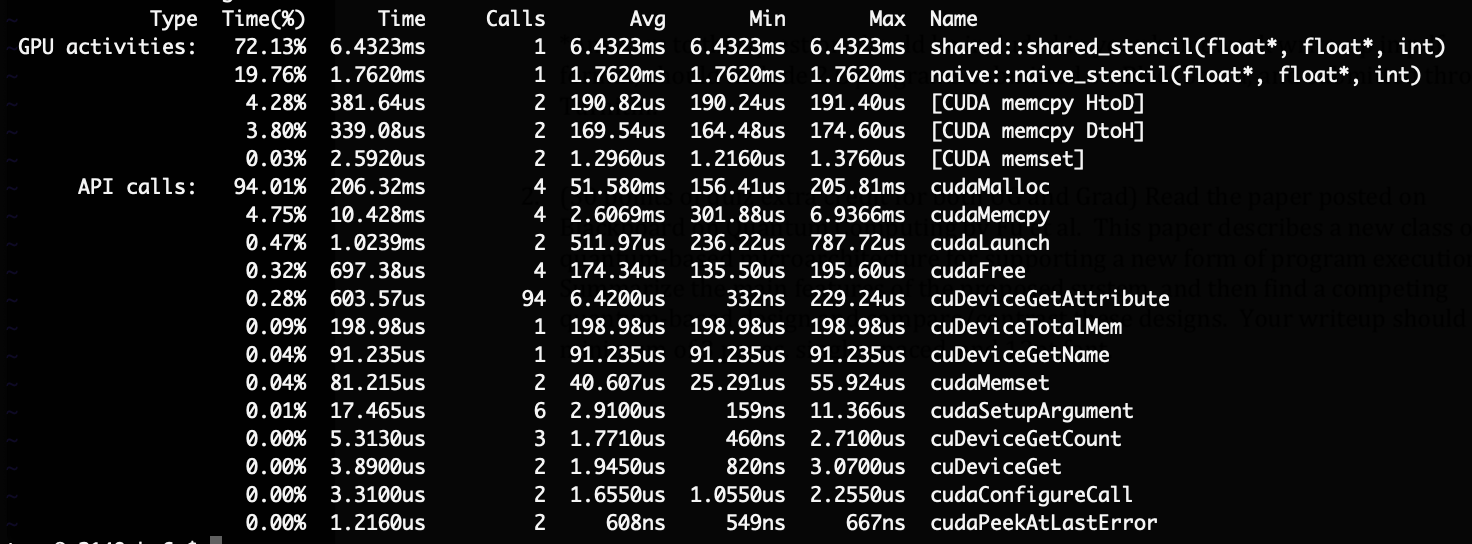 Type Time(%) Time Calls Avg Min Max Name
GPU activities: 72.13% 6.4323ms 1 6.4323ms 6.4323ms 6.4323ms shared::shared_stencil(float*, float*, int)
19.76% 1.7620ms 1 1.7620ms 1.7620ms 1.7620ms naive::naive_stencil(float*, float*, int)
4.28% 381.64us 2 190.82us 190.24us 191.40us [CUDA memcpy HtoD]
3.80% 339.08us 2 169.54us 164.48us 174.60us [CUDA memcpy DtoH]
0.03% 2.5920us 2 1.2960us 1.2160us 1.3760us [CUDA memset]
API calls: 94.01% 206.32ms 4 51.580ms 156.41us 205.81ms cudaMalloc
4.75% 10.428ms 4 2.6069ms 301.88us 6.9366ms cudaMemcpy
0.47% 1.0239ms 2 511.97us 236.22us 787.72us cudaLaunch
0.32% 697.38us 4 174.34us 135.50us 195.60us cudaFree
0.28% 603.57us 94 6.4200us 332ns 229.24us cuDeviceGetAttribute
0.09% 198.98us 1 198.98us 198.98us 198.98us cuDeviceTotalMem
0.04% 91.235us 1 91.235us 91.235us 91.235us cuDeviceGetName
0.04% 81.215us 2 40.607us 25.291us 55.924us cudaMemset
0.01% 17.465us 6 2.9100us 159ns 11.366us cudaSetupArgument
0.00% 5.3130us 3 1.7710us 460ns 2.7100us cuDeviceGetCount
0.00% 3.8900us 2 1.9450us 820ns 3.0700us cuDeviceGet
0.00% 3.3100us 2 1.6550us 1.0550us 2.2550us cudaConfigureCall
0.00% 1.2160us 2 608ns 549ns 667ns cudaPeekAtLastError